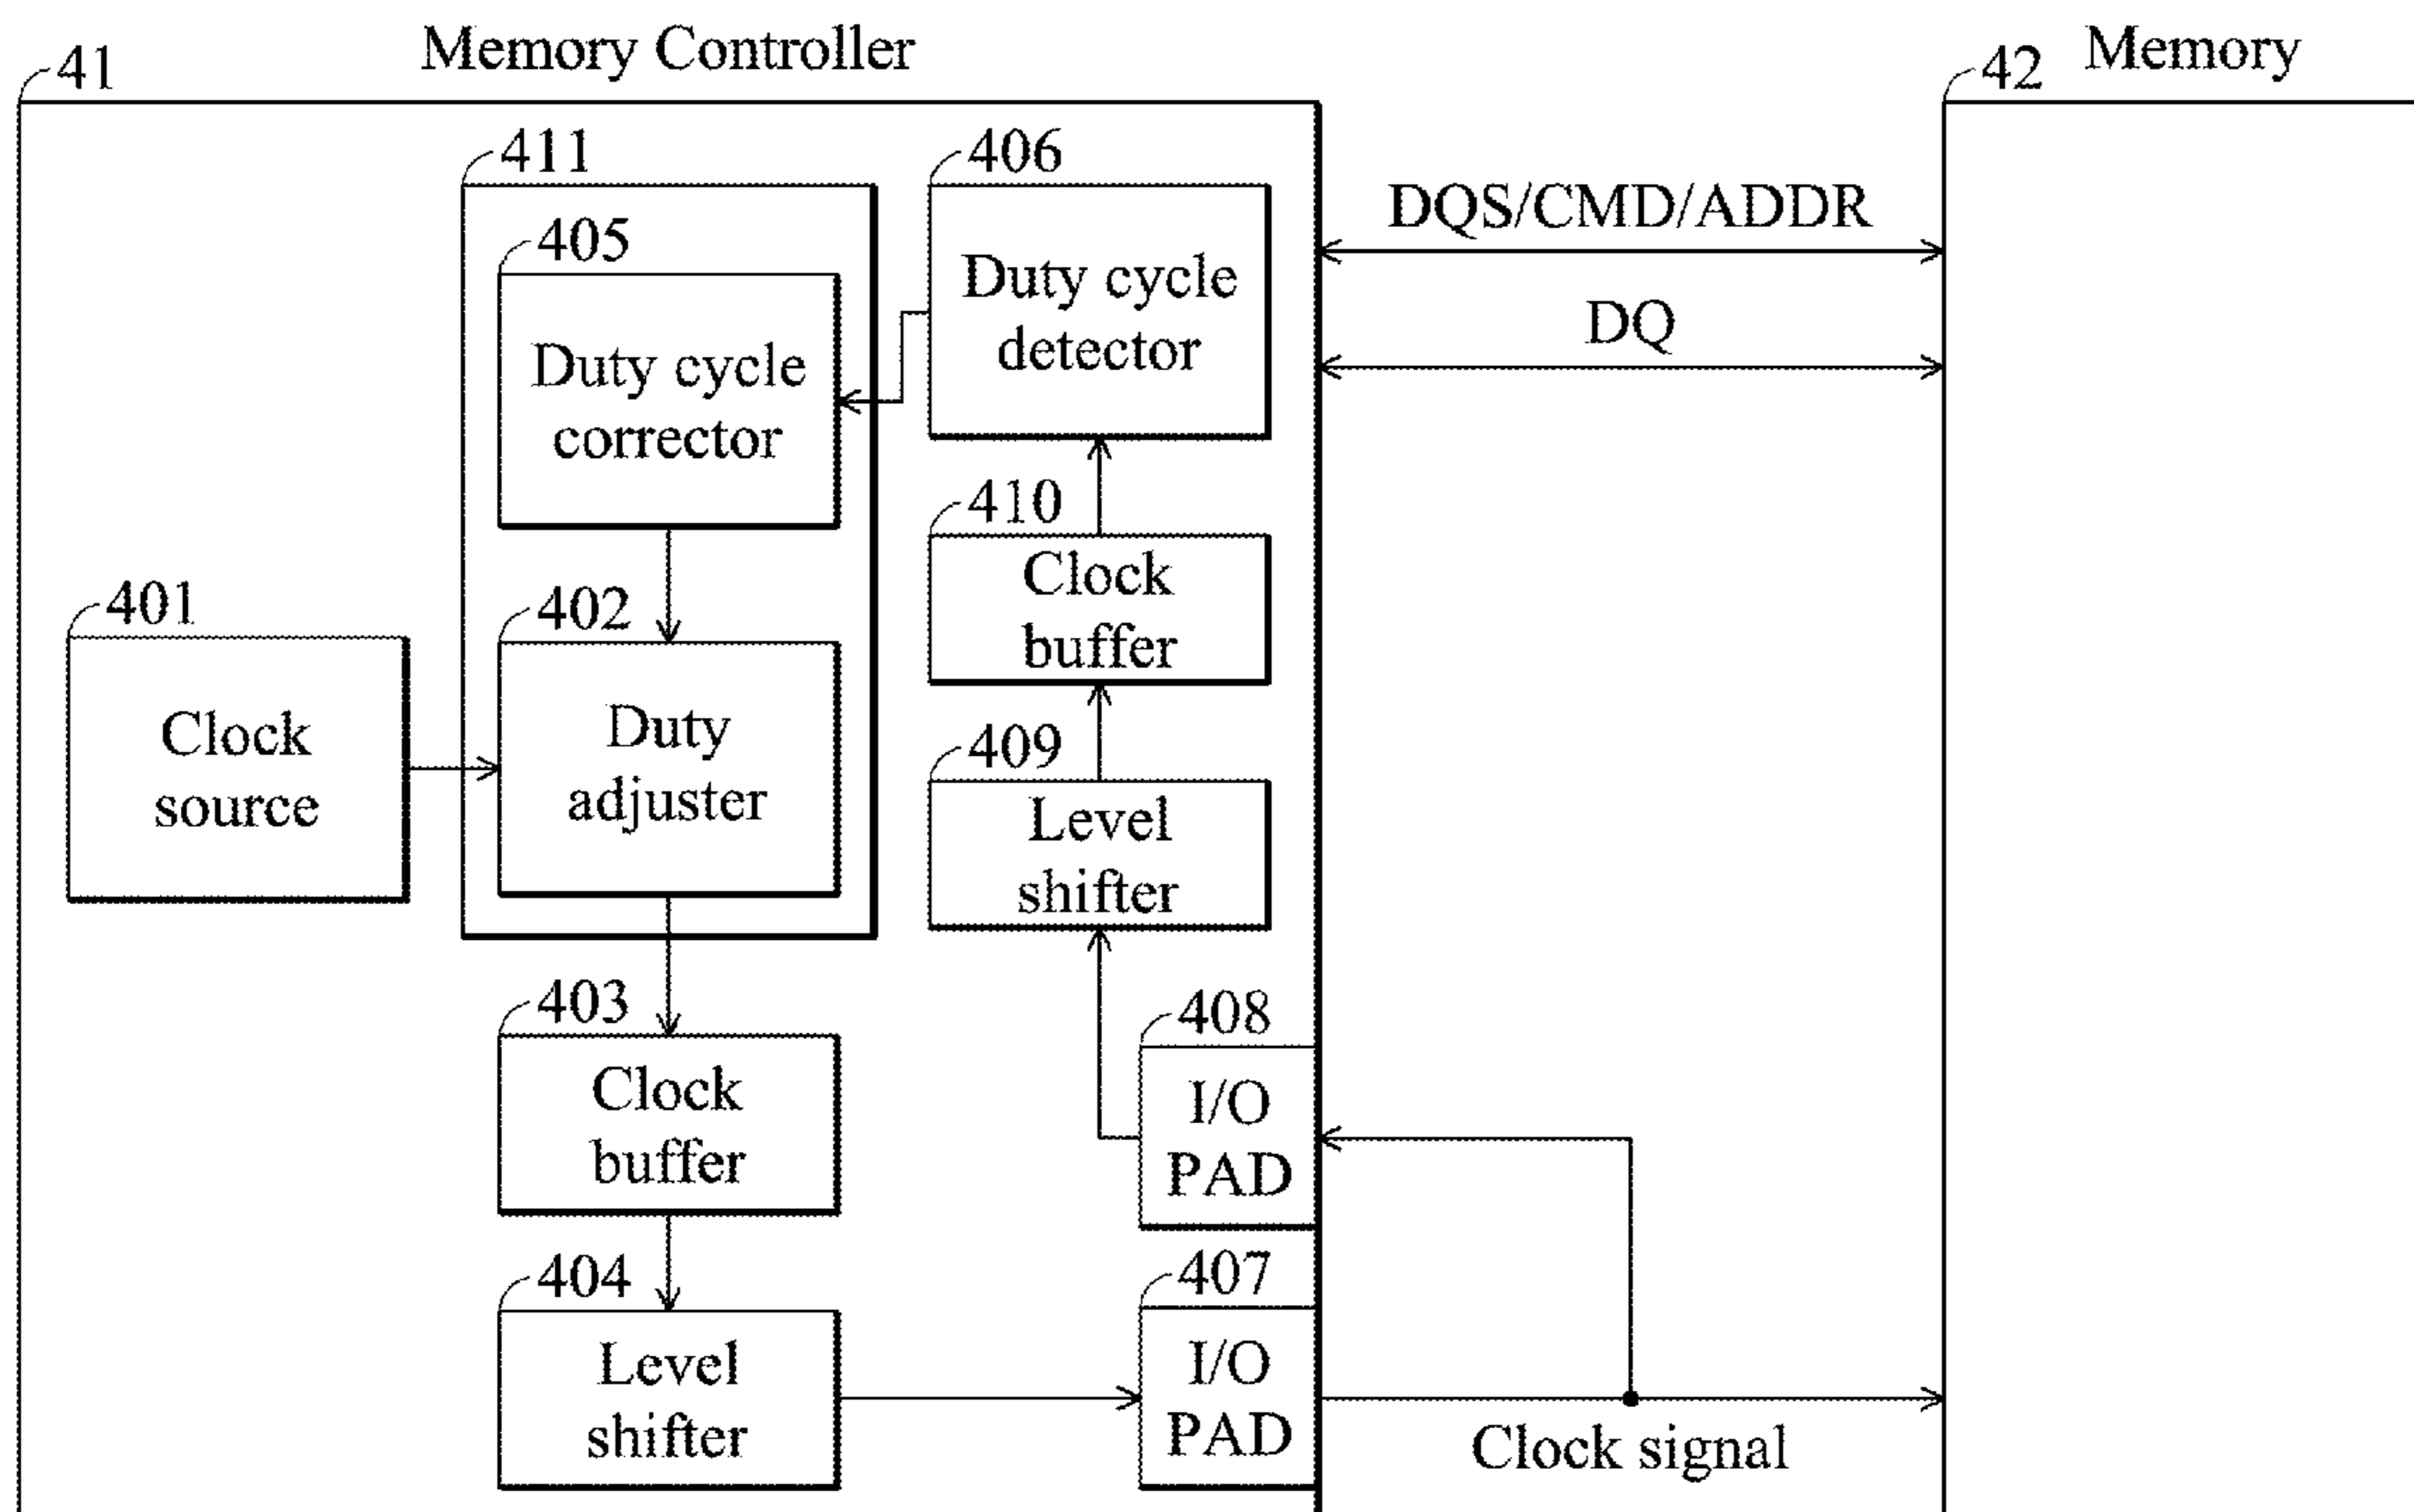 41
Memory Controller
42
Memory
411
406
DQS/CMD/ADDR
405
Duty cycle
detector
DQ
Duty cycle
corrector
410
Clock
buffer
401
402
Clock
source
Duty
adjuster
409
Level
shifter
403
408
Clock
buffer
I/O
PAD
404
407
Level
shifter
I/O
PAD
Clock signal